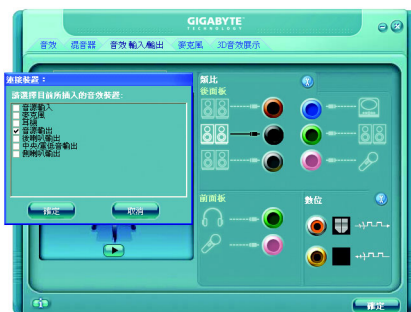 GIGABYTE
TECHNOLOGY
音效 混音器 音效輸入/輸出 麥克風 3D音效展示
連接裝置：
請選擇目前所插入的音效裝置:
音源輸入
麥克風
耳機
音源輸出
後喇叭輸出
中央/重低音輸出
側喇叭輸出
確定 取消
類比
後面板
前面板
數位
確定